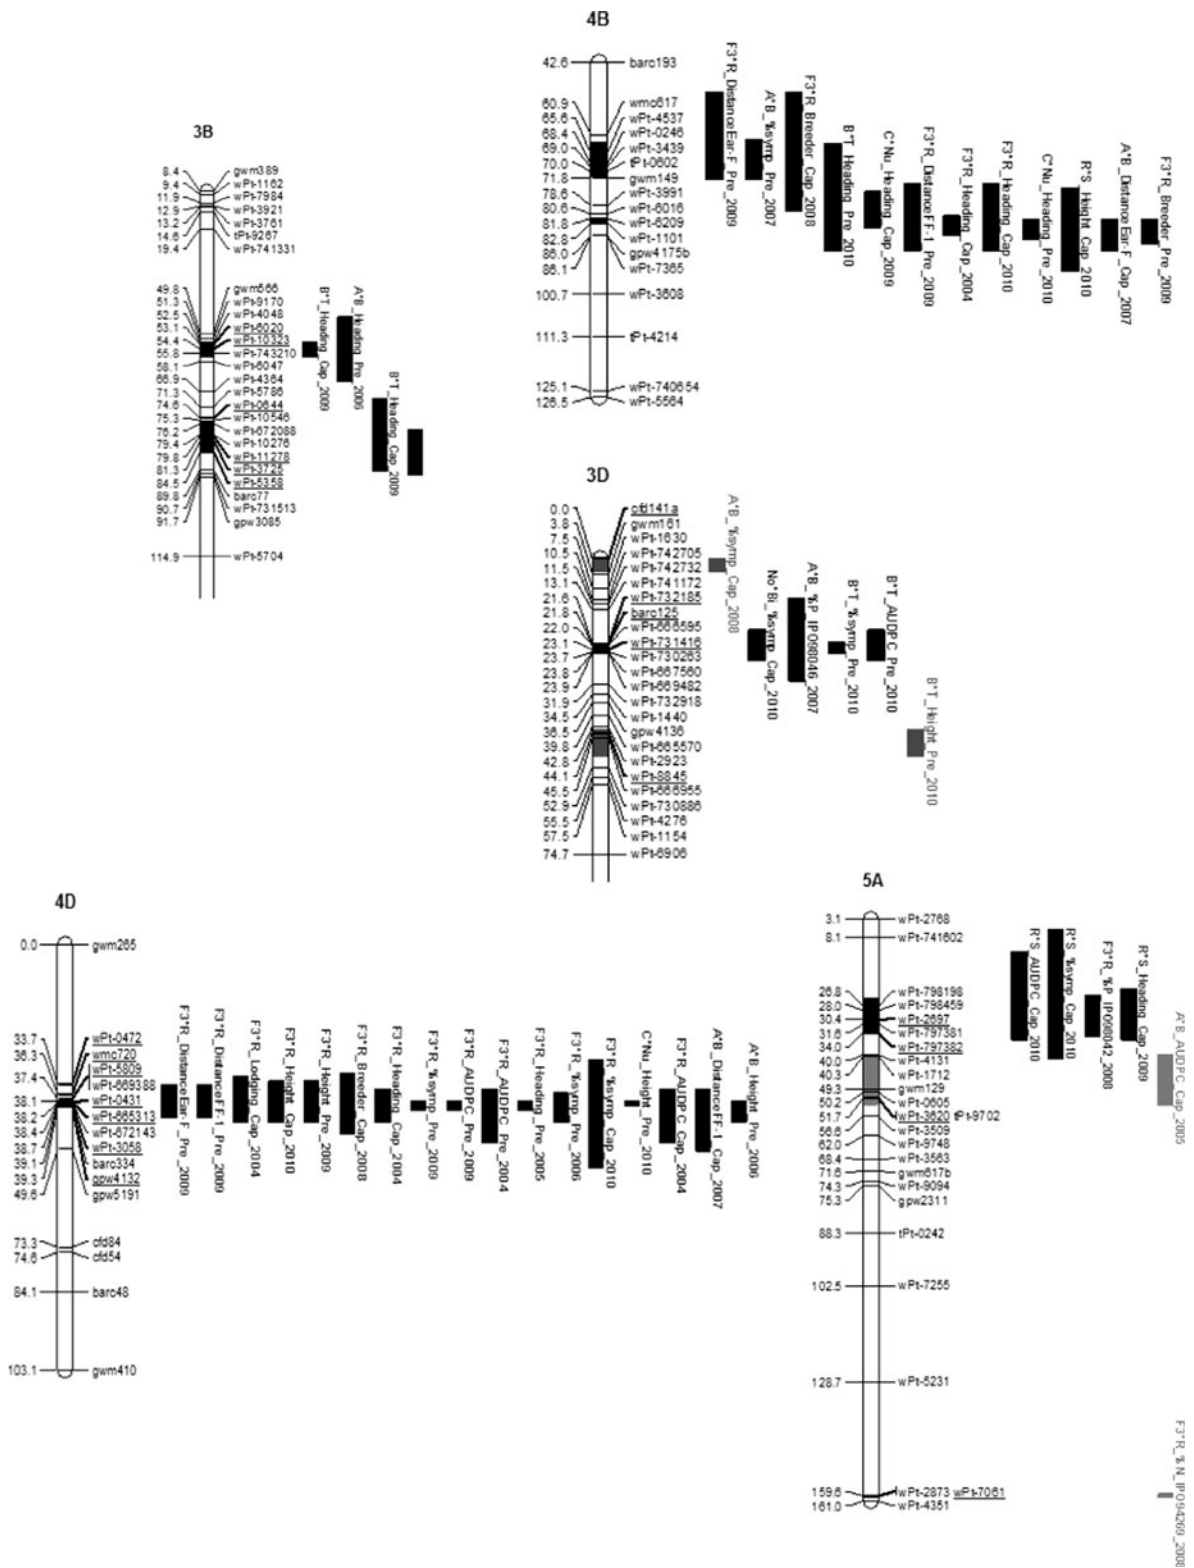 4B
42.6 barc193
60.9 wmc617
65.6 wPt-4537
68.4 wPt-0246
69.0 wPt-3439
70.0 tPt-0602
71.8 gwm149
78.6 wPt-3991
80.6 wPt-6016
81.8 wPt-6209
82.8 wPt-1101
86.0 gpw4175b
86.1 wPt-7365
100.7 wPt-3608
111.3 tPt-4214
125.1 wPt-740654
126.5 wPt-5564
F3*R_DistanceEar-F_Pre_2009
A*B_%symp_Pre_2007
F3*R_Breeder_Cap_2008
B*T_Heading_Pre_2010
C*Nu_Heading_Cap_2009
F3*R_DistanceFF-1_Pre_2009
F3*R_Heading_Cap_2004
F3*R_Heading_Cap_2010
C*Nu_Heading_Pre_2010
R*S_Height_Cap_2010
A*B_DistanceEar-F_Cap_2007
F3*R_Breeder_Pre_2009
3B
8.4 gwm389
9.4 wPt-1162
11.9 wPt-7984
12.9 wPt-3921
13.2 wPt-3761
14.6 tPt-9267
19.4 wPt-741331
49.8 gwm566
51.3 wPt-9170
52.5 wPt-4048
53.1 wPt-6020
54.4 wPt-10323
55.8 wPt-743210
58.1 wPt-6047
66.9 wPt-4364
71.3 wPt-5786
74.6 wPt-0644
75.3 wPt-10546
76.2 wPt-672088
79.4 wPt-10276
79.8 wPt-11278
81.3 wPt-3725
84.5 wPt-5358
89.8 barc77
90.7 wPt-731513
91.7 gpw3085
114.9 wPt-5704
B*T_Heading_Cap_2009
A*B_Heading_Pre_2006
B*T_Heading_Cap_2009
3D
0.0 cfd141a
3.8 gwm161
7.5 wPt-1630
10.5 wPt-742705
11.5 wPt-742732
13.1 wPt-741172
21.6 wPt-732185
21.8 barc125
22.0 wPt-666595
23.1 wPt-731416
23.7 wPt-730263
23.8 wPt-667560
23.9 wPt-669482
31.9 wPt-732918
34.5 wPt-1440
36.5 gpw4136
39.8 wPt-665570
42.8 wPt-2923
44.1 wPt-8845
45.5 wPt-666955
52.9 wPt-730886
55.5 wPt-4276
57.5 wPt-1154
74.7 wPt-6906
A*B_%symp_Cap_2008
No*Bi_%symp_Cap_2010
A*B_%P_IP098046_2007
B*T_%symp_Pre_2010
B*T_AUDPC_Pre_2010
B*T_Height_Pre_2010
4D
0.0 gwm265
33.7 wPt-0472
36.3 wmc720
37.4 wPt-5809
wPt-669388
38.1 wPt-0431
38.2 wPt-665313
38.4 wPt-672143
38.7 wPt-3058
39.1 barc334
39.3 gpw4132
49.6 gpw5191
73.3 cfd84
74.6 cfd54
84.1 barc48
103.1 gwm410
F3*R_DistanceEar-F_Pre_2009
F3*R_DistanceFF1_Pre_2009
F3*R_Lodging_Cap_2004
F3*R_Height_Cap_2010
F3*R_Height_Pre_2009
F3*R_Breeder_Cap_2008
F3*R_Heading_Cap_2004
F3*R_%symp_Pre_2009
F3*R_AUDPC_Pre_2009
F3*R_AUDPC_Pre_2004
F3*R_Heading_Pre_2005
F3*R_%symp_Pre_2006
F3*R_%symp_Cap_2010
C*Nu_Height_Pre_2010
F3*R_AUDPC_Cap_2004
A*B_DistanceFF-1_Cap_2007
A*B_Height_Pre_2006
5A
3.1 wPt-2768
8.1 wPt-741602
26.8 wPt-798198
28.0 wPt-798459
30.4 wPt-2697
31.6 wPt-797381
34.0 wPt-797382
40.0 wPt-4131
40.3 wPt-1712
49.3 gwm129
50.2 wPt-0605
51.7 wPt-3620 tPt-9702
56.6 wPt-3509
62.0 wPt-9748
68.4 wPt-3563
71.6 gwm617b
74.3 wPt-9094
75.3 gpw2311
88.3 tPt-0242
102.5 wPt-7255
128.7 wPt-5231
159.6 wPt-2873 wPt-7061
161.0 wPt-4351
R*S_AUDPC_Cap_2010
R*S_%symp_Cap_2010
F3*R_%P_IP098042_2008
R*S_Heading_Cap_2009
A*B_AUDPC_Cap_2005
F3*R_%N_IP094269_2008